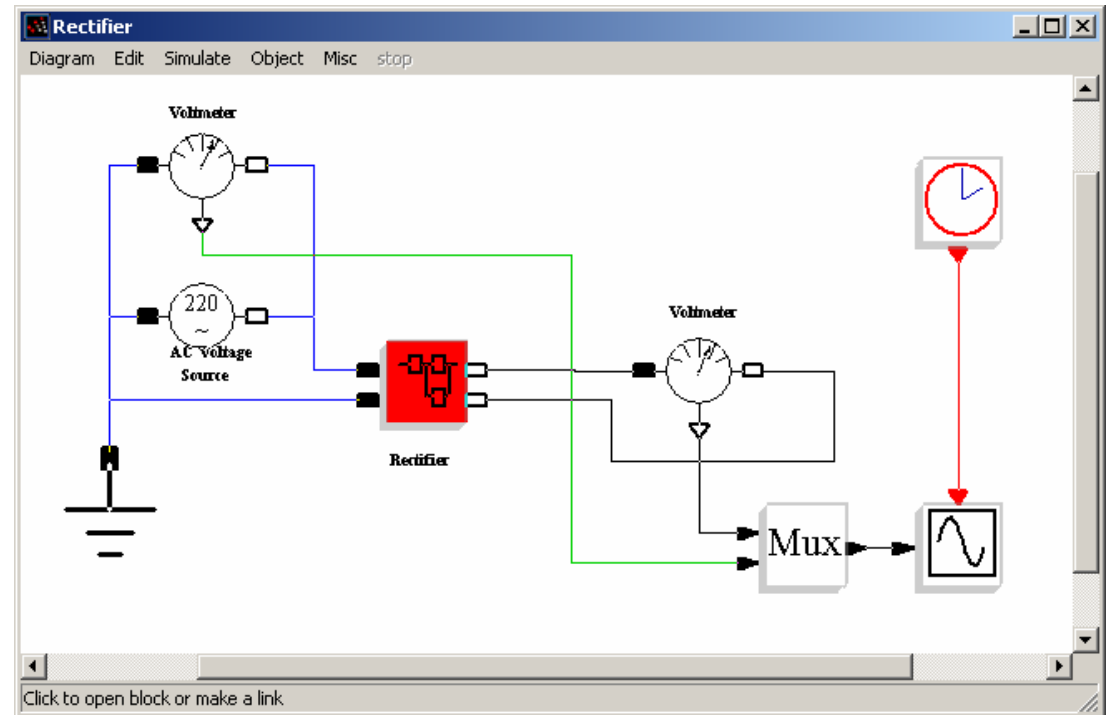 Rectifier
Diagram Edit Simulate Object Misc stop
Voltmeter
220
~
AC Voltage
Source
Voltmeter
Rectifier
Mux
Click to open block or make a link